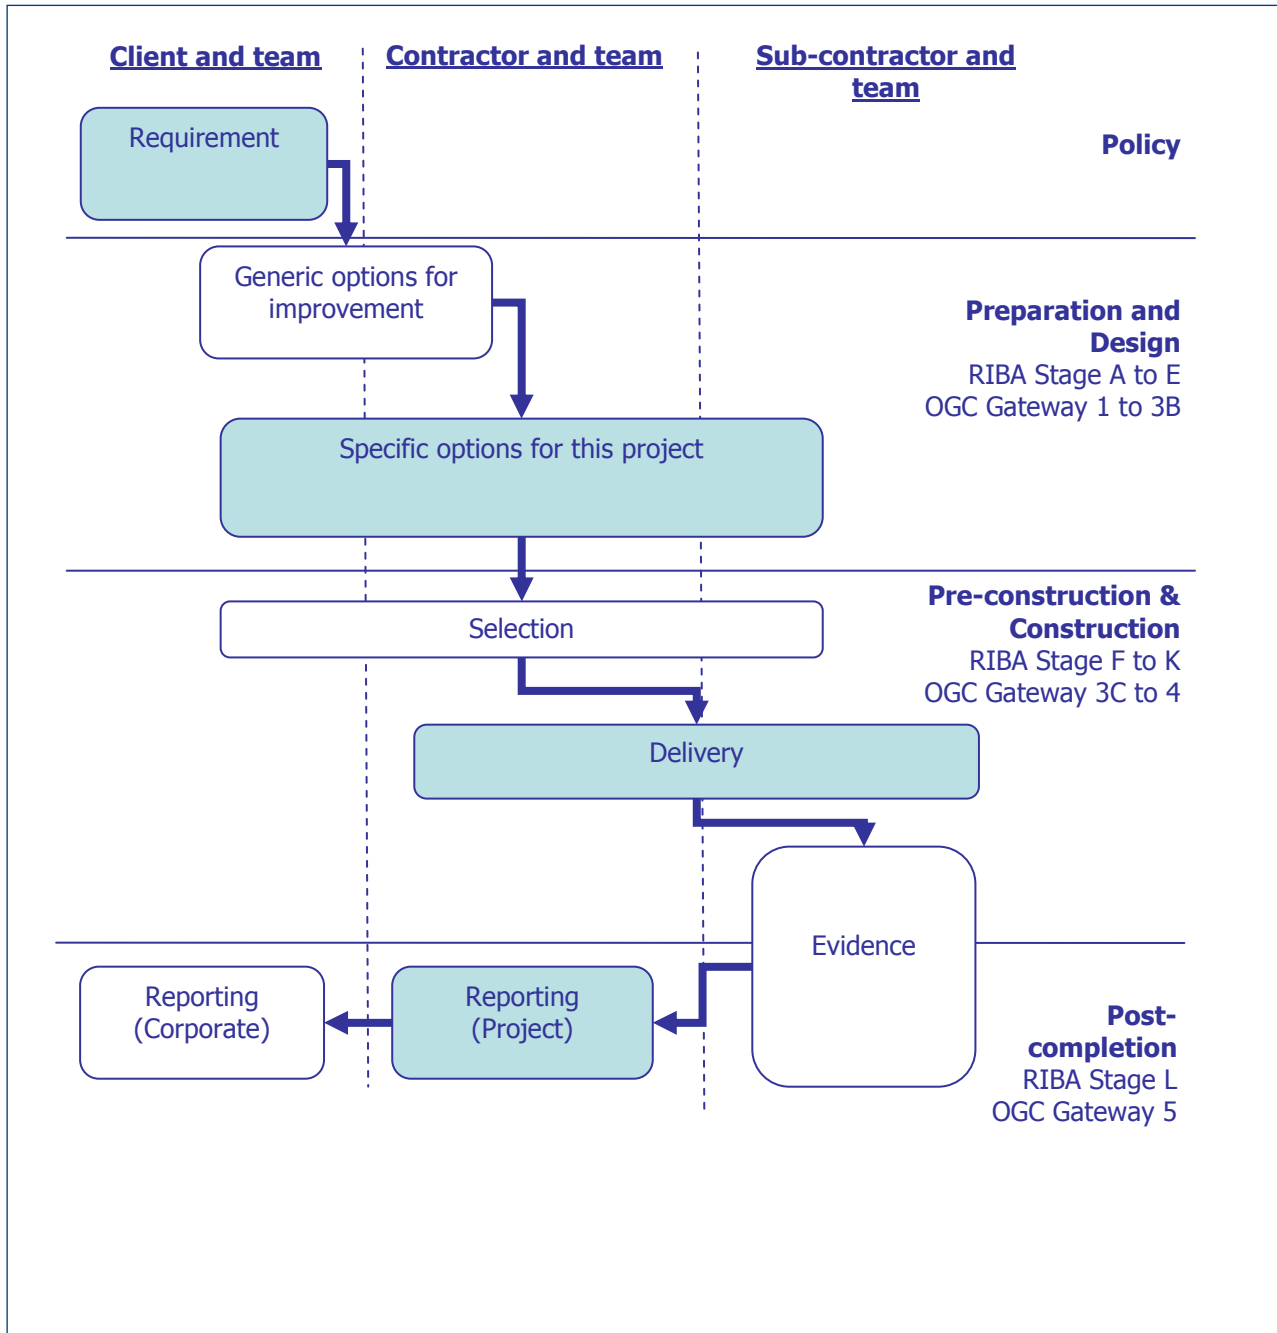 Client and team
Contractor and team
Sub-contractor and
team
Requirement
Policy
Generic options for
improvement
Preparation and
Design
RIBA Stage A to E
OGC Gateway 1 to 3B
Specific options for this project
Pre-construction &
Construction
RIBA Stage F to K
OGC Gateway 3C to 4
Selection
Delivery
Evidence
Reporting
(Corporate)
Reporting
(Project)
Post-
completion
RIBA Stage L
OGC Gateway 5